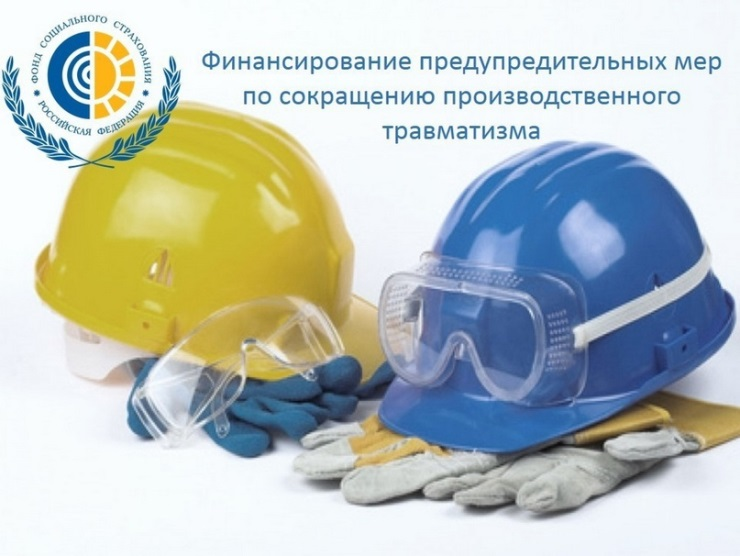 ФОНД СОЦИАЛЬНОГО СТРАХОВАНИЯ
РОССИЙСКАЯ ФЕДЕРАЦИЯ
Финансирование предупредительных мер
по сокращению производственного
травматизма